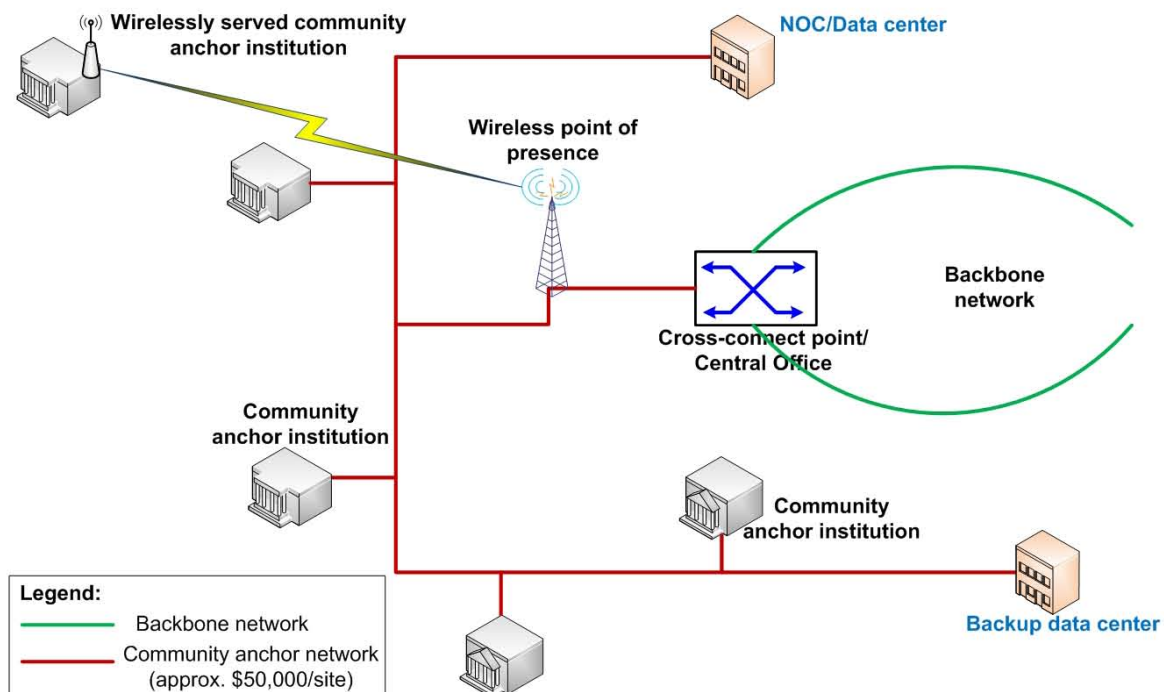 Wirelessly served community
anchor institution
NOC/Data center
Wireless point of
presence
Backbone
network
Cross-connect point/
Central Office
Community
anchor institution
Community
anchor institution
Backup data center
Legend:
Backbone network
Community anchor network
(approx. $50,000/site)